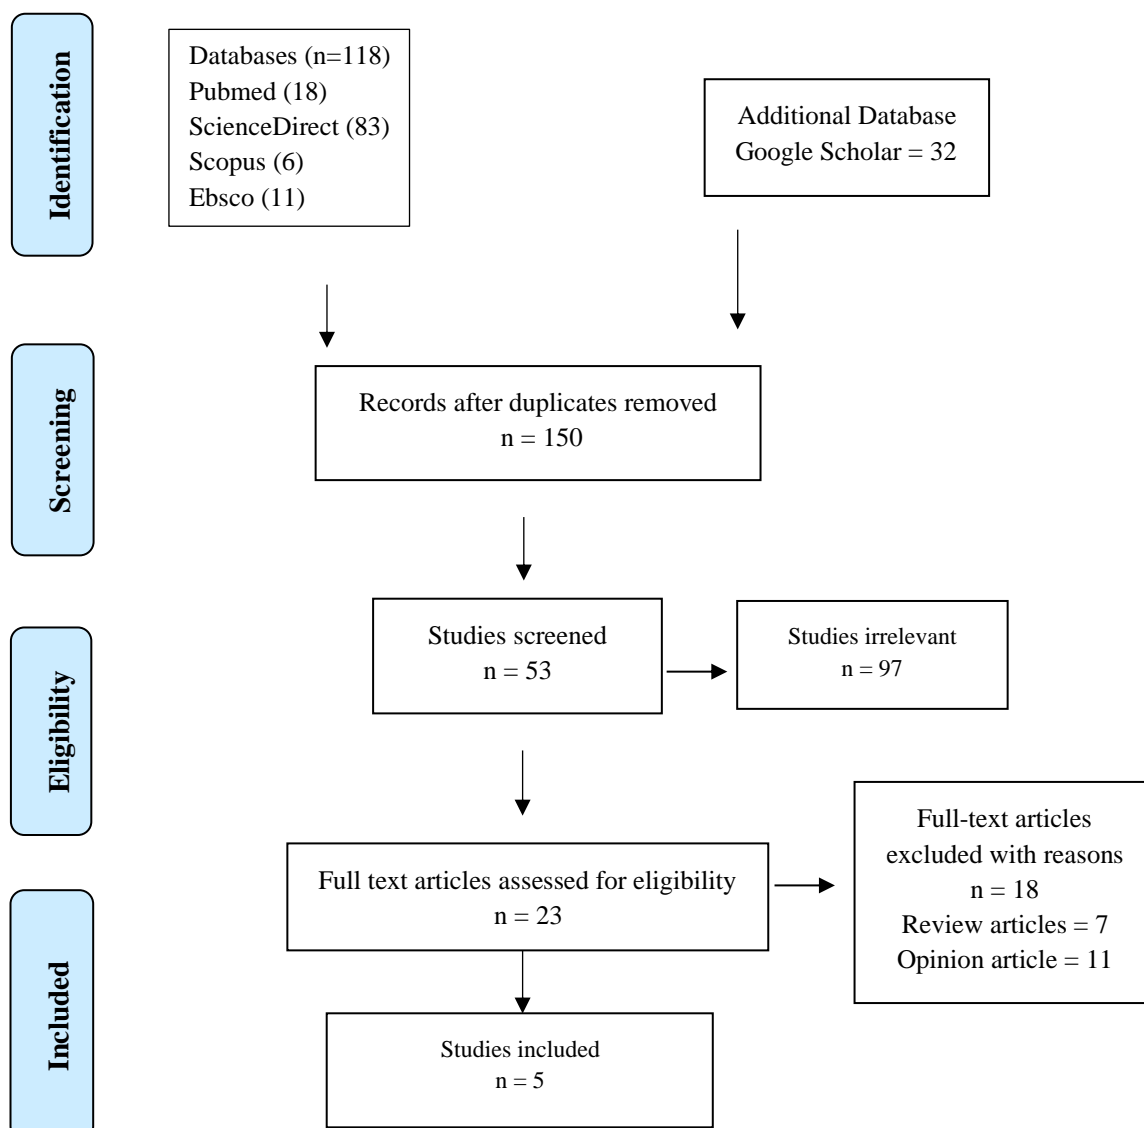 Identification
Databases (n=118)
Pubmed (18)
ScienceDirect (83)
Scopus (6)
Ebsco (11)
Additional Database
Google Scholar = 32
Screening
Records after duplicates removed
n = 150
Eligibility
Studies screened
n = 53
Studies irrelevant
n = 97
Full text articles assessed for eligibility
n = 23
Full-text articles
excluded with reasons
n = 18
Review articles = 7
Opinion article = 11
Included
Studies included
n = 5